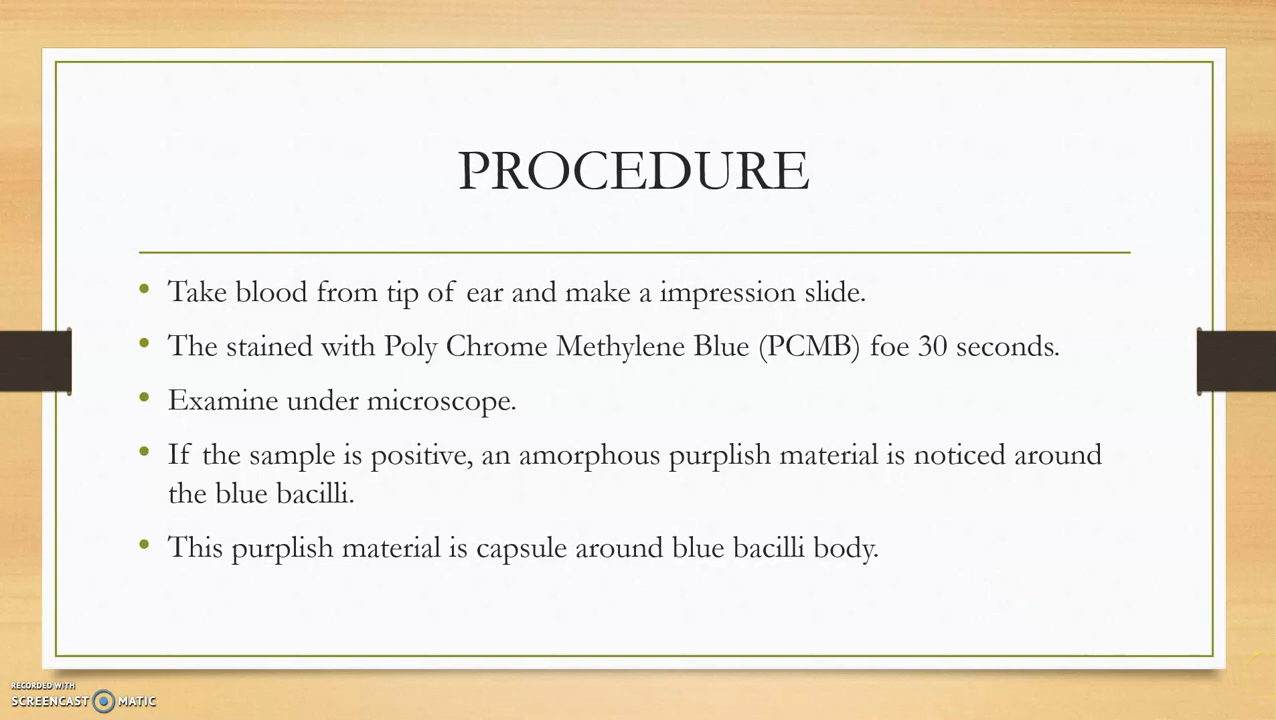 PROCEDURE
• Take blood from tip of ear and make a impression slide.
• The stained with Poly Chrome Methylene Blue (PCMB) foe 30 seconds.
• Examine under microscope.
• If the sample is positive, an amorphous purplish material is noticed around
the blue bacilli.
• This purplish material is capsule around blue bacilli body.
RECORDED WITH
SCREENCAST MATIC